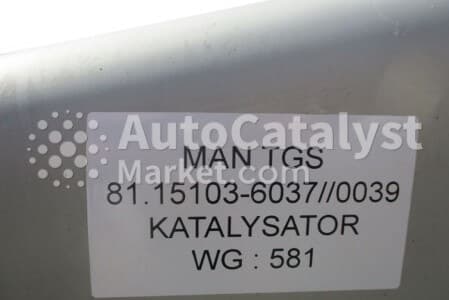 AutoCatalyst
Market.com
MAN TGS
81.15103-6037//0039
KATALYSATOR
WG : 581